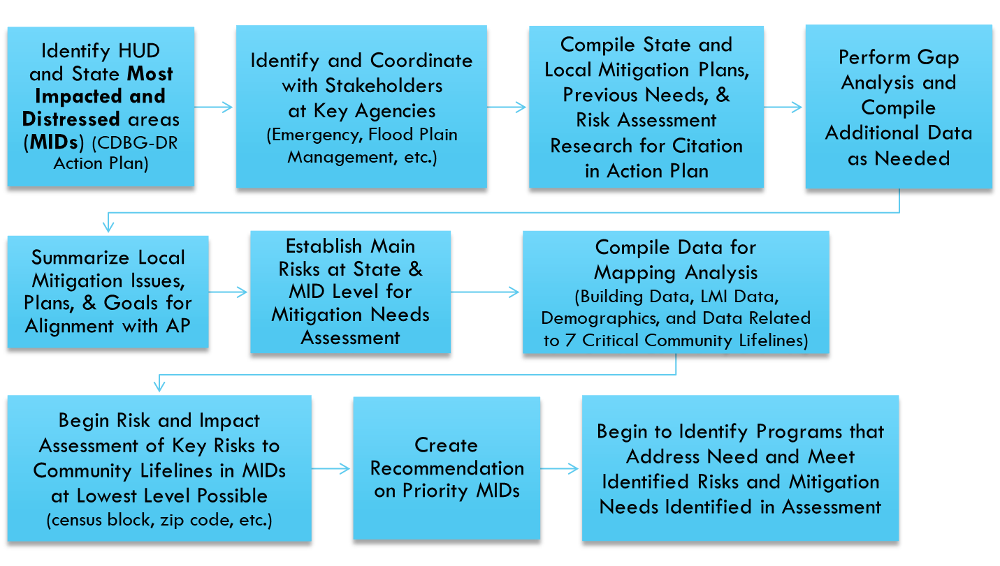 Identify HUD
and State Most
Impacted and
Distressed areas
(MIDs) (CDBG-DR
Action Plan)
Identify and Coordinate
with Stakeholders
at Key Agencies
(Emergency, Flood Plain
Management, etc.)
Compile State and
Local Mitigation Plans,
Previous Needs, &
Risk Assessment
Research for Citation
in Action Plan
Perform Gap
Analysis and
Compile
Additional Data
as Needed
Summarize Local
Mitigation Issues,
Plans, & Goals for
Alignment with AP
Establish Main
Risks at State &
MID Level for
Mitigation Needs
Assessment
Compile Data for
Mapping Analysis
(Building Data, LMI Data,
Demographics, and Data Related
to 7 Critical Community Lifelines)
Begin Risk and Impact
Assessment of Key Risks to
Community Lifelines in MIDs
at Lowest Level Possible
(census block, zip code, etc.)
Create
Recommendation
on Priority MIDs
Begin to Identify Programs that
Address Need and Meet
Identified Risks and Mitigation
Needs Identified in Assessment